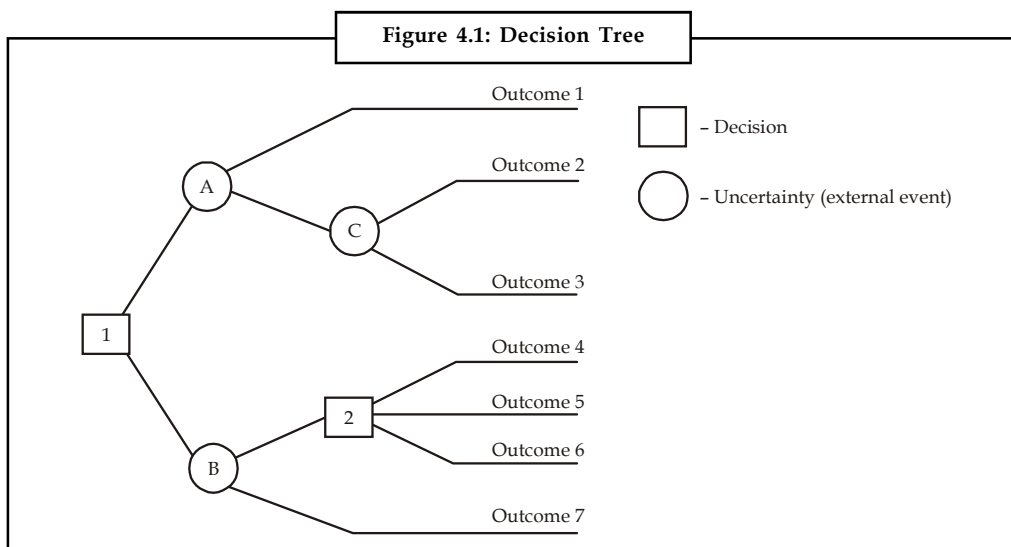 Figure 4.1: Decision Tree
Outcome 1
– Decision
Outcome 2
A
– Uncertainty (external event)
C
Outcome 3
1
Outcome 4
Outcome 5
2
Outcome 6
B
Outcome 7